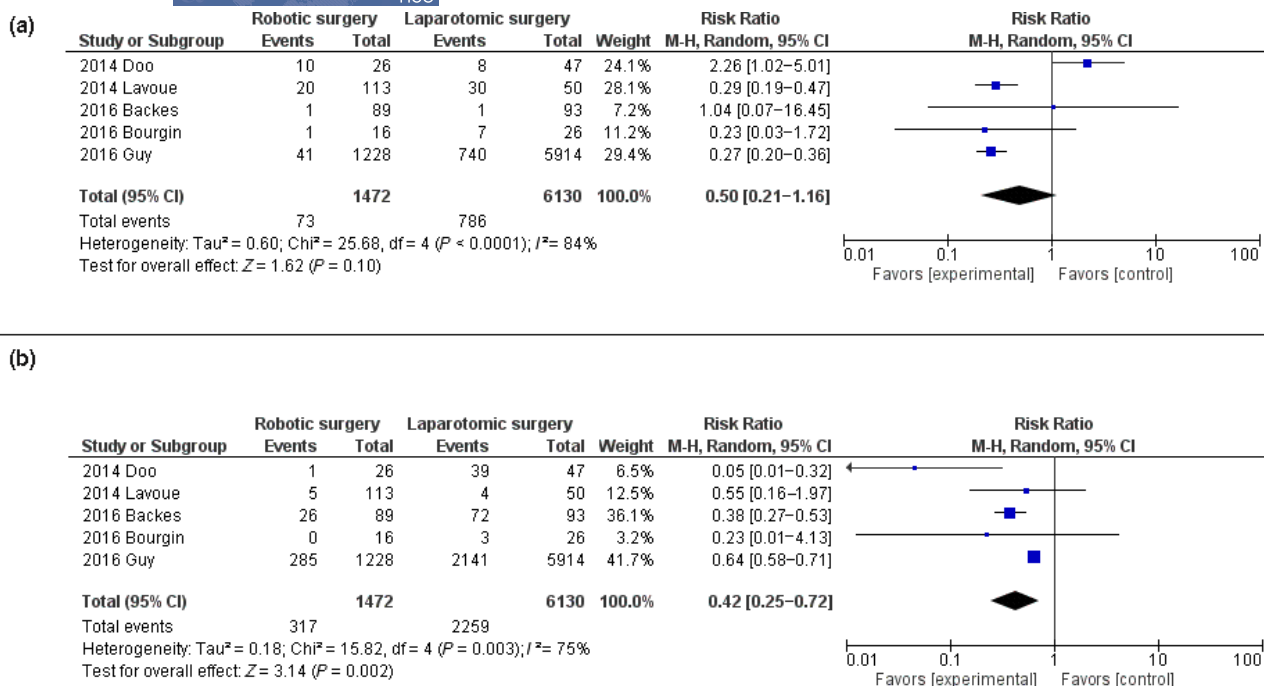 (a)
Robotic surgery Laparotomic surgery Risk Ratio Risk Ratio
Study or Subgroup Events Total Events Total Weight M-H, Random, 95% CI M-H, Random, 95% CI
2014 Doo 10 26 8 47 24.1% 2.26 [1.02–5.01]
2014 Lavoue 20 113 30 50 28.1% 0.29 [0.19–0.47]
2016 Backes 1 89 1 93 7.2% 1.04 [0.07–16.45]
2016 Bourgin 1 16 7 26 11.2% 0.23 [0.03–1.72]
2016 Guy 41 1228 740 5914 29.4% 0.27 [0.20–0.36]
Total (95% CI) 1472 6130 100.0% 0.50 [0.21–1.16]
Total events 73 786
Heterogeneity: Tau² = 0.60; Chi² = 25.68, df = 4 (P < 0.0001); I² = 84%
Test for overall effect: Z = 1.62 (P = 0.10)
0.01 0.1 1 10 100
Favors [experimental] Favors [control]
(b)
Robotic surgery Laparotomic surgery Risk Ratio Risk Ratio
Study or Subgroup Events Total Events Total Weight M-H, Random, 95% CI M-H, Random, 95% CI
2014 Doo 1 26 39 47 6.5% 0.05 [0.01–0.32]
2014 Lavoue 5 113 4 50 12.5% 0.55 [0.16–1.97]
2016 Backes 26 89 72 93 36.1% 0.38 [0.27–0.53]
2016 Bourgin 0 16 3 26 3.2% 0.23 [0.01–4.13]
2016 Guy 285 1228 2141 5914 41.7% 0.64 [0.58–0.71]
Total (95% CI) 1472 6130 100.0% 0.42 [0.25–0.72]
Total events 317 2259
Heterogeneity: Tau² = 0.18; Chi² = 15.82, df = 4 (P = 0.003); I² = 75%
Test for overall effect: Z = 3.14 (P = 0.002)
0.01 0.1 1 10 100
Favors [experimental] Favors [control]